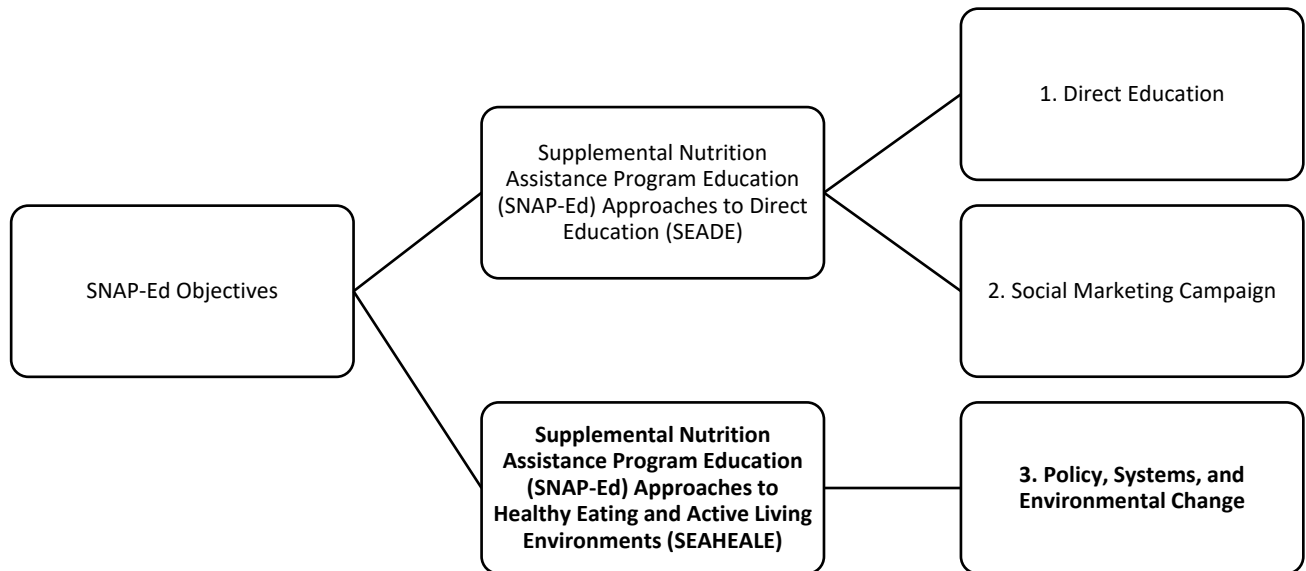 SNAP-Ed Objectives
Supplemental Nutrition
Assistance Program Education
(SNAP-Ed) Approaches to Direct
Education (SEADE)
1. Direct Education
2. Social Marketing Campaign
Supplemental Nutrition
Assistance Program Education
(SNAP-Ed) Approaches to
Healthy Eating and Active Living
Environments (SEAHEALE)
3. Policy, Systems, and
Environmental Change